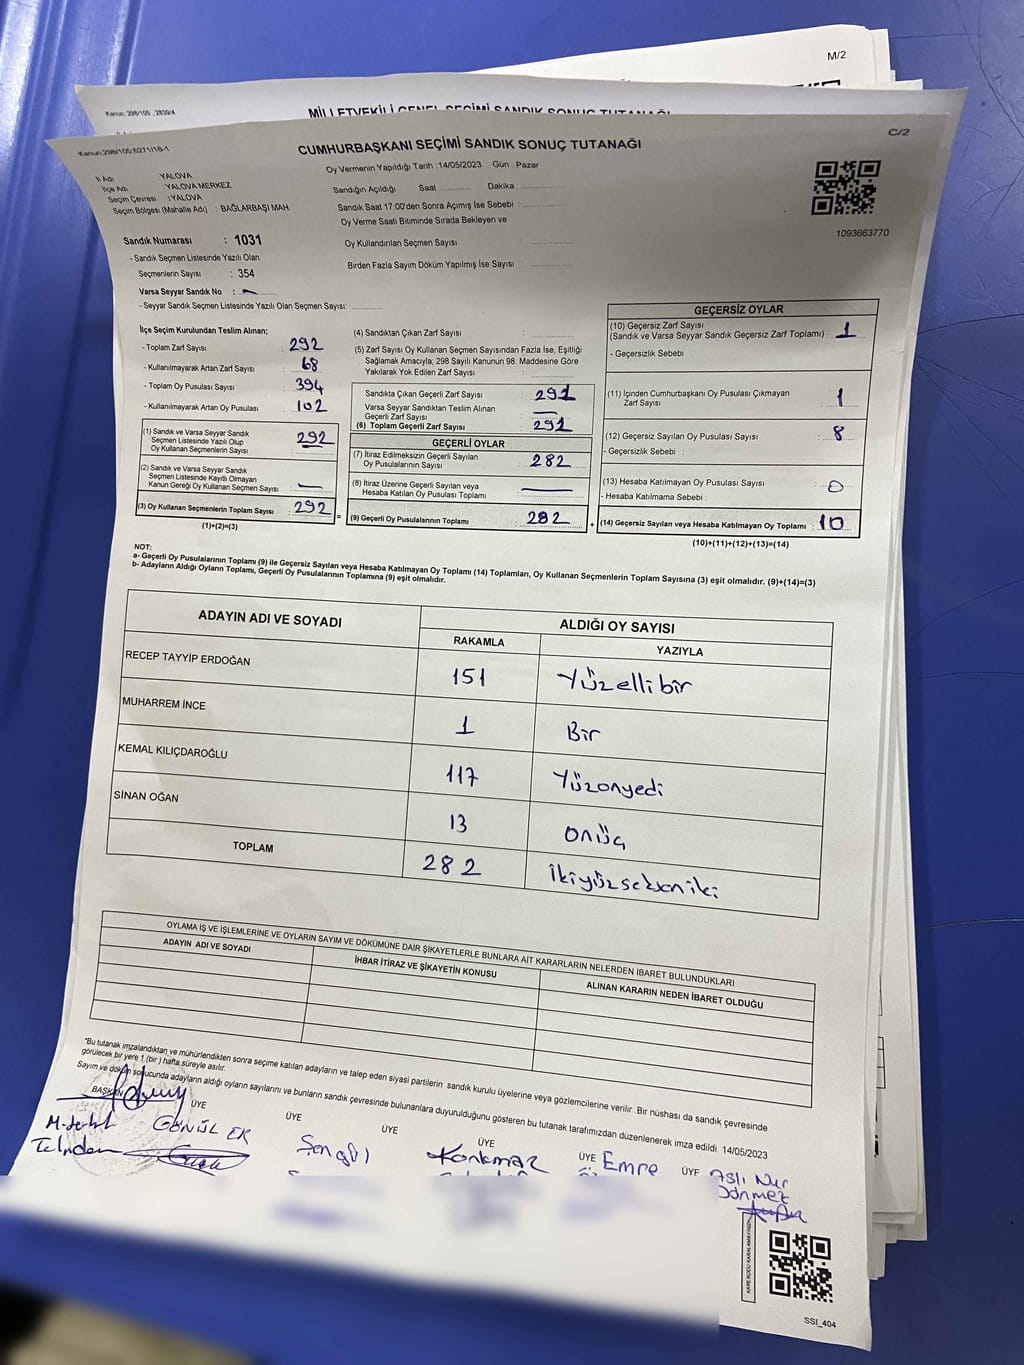 M/2
Kanun: 298/105, 2839/4
MİLLETVEKİLİ GENEL SEÇİMİ SANDIK SONUÇ TUTANAĞI
C/2
Kanun:298/105;6271/18-1
CUMHURBAŞKANI SEÇİMİ SANDIK SONUÇ TUTANAĞI
Oy Vermenin Yapıldığı Tarih :14/05/2023 Gün : Pazar
İl Adı YALOVA
İlçe Adı :YALOVA MERKEZ
Seçim Çevresi :YALOVA
Seçim Bölgesi (Mahalle Adı) : BAĞLARBAŞI MAH.
Sandığın Açıldığı Saat Dakika :
Sandık Saat 17:00'den Sonra Açımış İse Sebebi
Oy Verme Saati Bitiminde Sırada Bekleyen ve
Oy Kullandırılan Seçmen Sayısı
Birden Fazla Sayım Döküm Yapılmış İse Sayısı
1093663770
Sandık Numarası : 1031
- Sandık Seçmen Listesinde Yazılı Olan
Seçmenlerin Sayısı : 354
Varsa Seyyar Sandık No : -
- Seyyar Sandık Seçmen Listesinde Yazılı Olan Seçmen Sayısı:
İlçe Seçim Kurulundan Teslim Alınan;
- Toplam Zarf Sayısı 292
- Kullanılmayarak Artan Zarf Sayısı : 68
- Toplam Oy Pusulası Sayısı : 394
- Kullanılmayarak Artan Oy Pusulası : 102
(1) Sandık ve Varsa Seyyar Sandık
Seçmen Listesinde Yazılı Olup
Oy Kullanan Seçmenlerin Sayısı : 292
(2) Sandık ve Varsa Seyyar Sandık
Seçmen Listesinde Kayıtlı Olmayan
Kanun Gereği Oy Kullanan Seçmen Sayısı : -
(3) Oy Kullanan Seçmenlerin Toplam Sayısı : 292
(1)+(2)=(3)
=
(4) Sandıktan Çıkan Zarf Sayısı :
(5) Zarf Sayısı Oy Kullanan Seçmen Sayısından Fazla İse, Eşitliği
Sağlamak Amacıyla; 298 Sayılı Kanunun 98. Maddesine Göre
Yakılarak Yok Edilen Zarf Sayısı
Sandıkta Çıkan Geçerli Zarf Sayısı : 291
Varsa Seyyar Sandıktan Teslim Alınan
Geçerli Zarf Sayısı : -
(6) Toplam Geçerli Zarf Sayısı : 291
GEÇERLİ OYLAR
(7) İtiraz Edilmeksizin Geçerli Sayılan
Oy Pusulalarının Sayısı : 282
(8) İtiraz Üzerine Geçerli Sayılan veya
Hesaba Katılan Oy Pusulası Toplamı : -
(9) Geçerli Oy Pusulalarının Toplamı : 282
+
GEÇERSİZ OYLAR
(10) Geçersiz Zarf Sayısı
(Sandık ve Varsa Seyyar Sandık Geçersiz Zarf Toplamı) : 1
- Geçersizlik Sebebi :
(11) İçinden Cumhurbaşkanı Oy Pusulası Çıkmayan
Zarf Sayısı : 1
(12) Geçersiz Sayılan Oy Pusulası Sayısı : 8
- Geçersizlik Sebebi :
(13) Hesaba Katılmayan Oy Pusulası Sayısı : 0
- Hesaba Katılmama Sebebi :
(14) Geçersiz Sayılan veya Hesaba Katılmayan Oy Toplamı : 10
(10)+(11)+(12)+(13)=(14)
NOT:
a- Geçerli Oy Pusulalarının Toplamı (9) ile Geçersiz Sayılan veya Hesaba Katılmayan Oy Toplamı (14) Toplamları, Oy Kullanan Seçmenlerin Toplam Sayısına (3) eşit olmalıdır. (9)+(14)=(3)
b- Adayların Aldığı Oyların Toplamı, Geçerli Oy Pusulalarının Toplamına (9) eşit olmalıdır.
ADAYIN ADI VE SOYADI ALDIĞI OY SAYISI
RAKAMLA YAZIYLA
RECEP TAYYİP ERDOĞAN 151 Yüzellibir
MUHARREM İNCE 1 Bir
KEMAL KILIÇDAROĞLU 117 Yüzonyedi
SİNAN OĞAN 13 onüç
TOPLAM 282 ikiyüzseksen iki
OYLAMA İŞ VE İŞLEMLERİNE VE OYLARIN SAYIM VE DÖKÜMÜNE DAİR ŞİKAYETLERLE BUNLARA AİT KARARLARIN NELERDEN İBARET BULUNDUKLARI
ADAYIN ADI VE SOYADI İHBAR İTİRAZ VE ŞİKAYETİN KONUSU ALINAN KARARIN NEDEN İBARET OLDUĞU
"Bu tutanak imzalandıktan ve mühürlendikten sonra seçime katılan adayların ve talep eden siyasi partilerin sandık kurulu üyelerine veya gözlemcilerine verilir. Bir nüshası da sandık çevresinde
görülecek bir yere 1 (bir) hafta süreyle asılır.
Sayım ve döküm sonucunda adayların aldığı oyların sayılarını ve bunların sandık çevresinde bulunanlara duyurulduğunu gösteren bu tutanak tarafımızdan düzenlenerek imza edildi. 14/05/2023
BAŞKAN ÜYE ÜYE ÜYE ÜYE ÜYE ÜYE
GÖNÜL EK
Şengül
Korkmaz
Emre
Aslı Nur
Dönmez
KARE KODU KARALAMAYINIZ
SSI_404